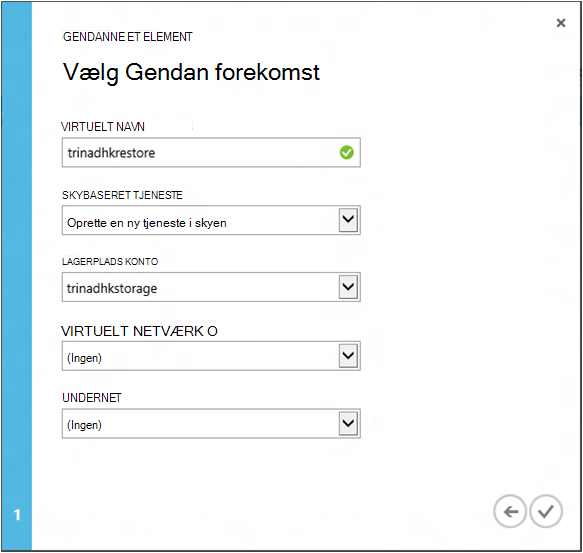 GENDANNE ET ELEMENT
Vælg Gendan forekomst
VIRTUELT NAVN
trinadhkrestore
SKYBASERET TJENESTE
Oprette en ny tjeneste i skyen
LAGERPLADS KONTO
trinadhkstorage
VIRTUELT NETVÆRK O
(Ingen)
UNDERNET
(Ingen)
1